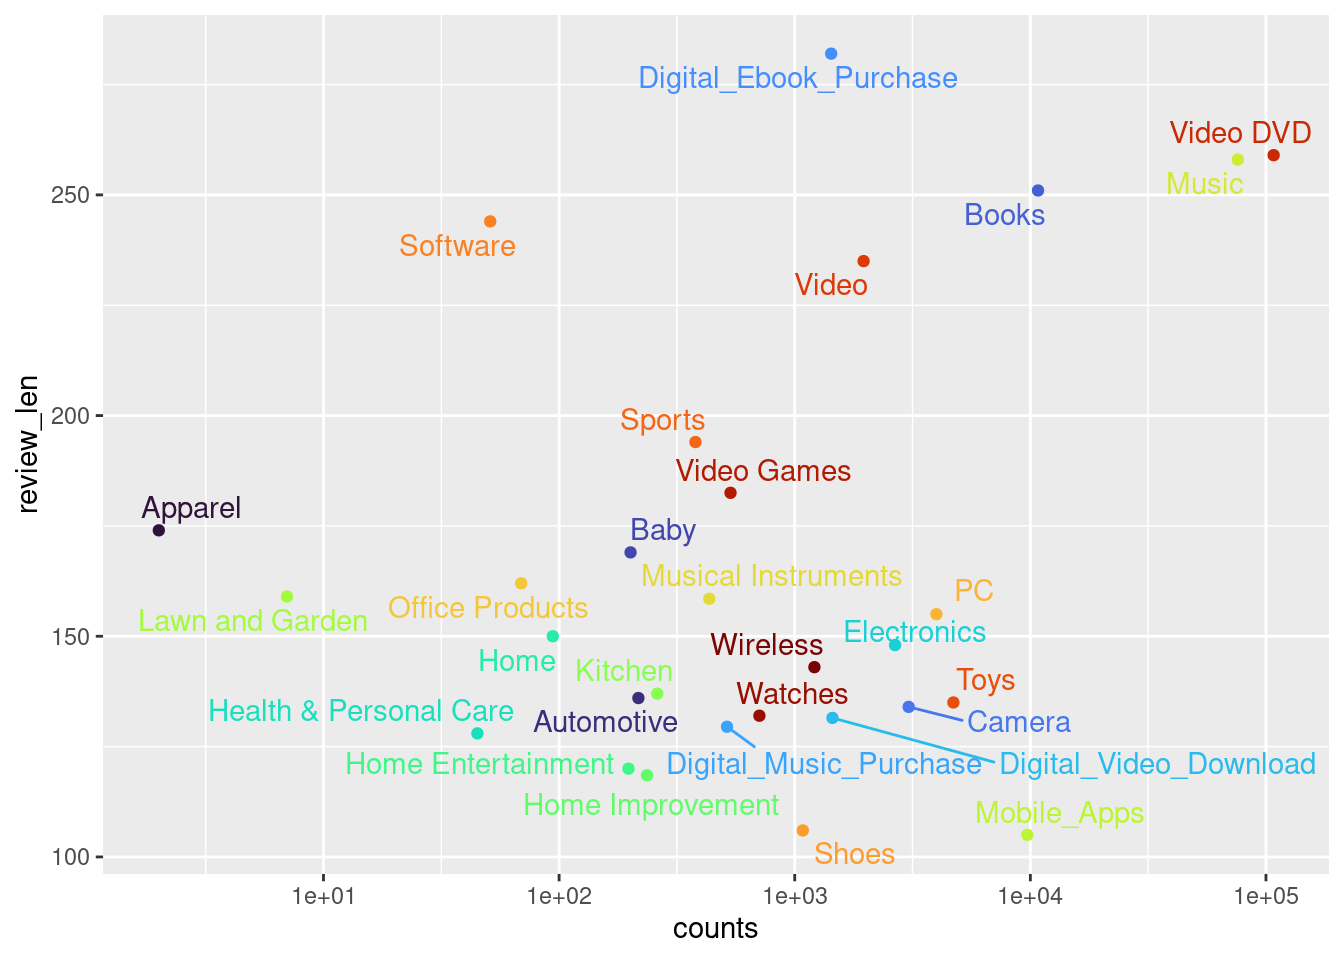 Digital_Ebook_Purchase
Video DVD
Music
250
Books
Software
Video
review_len
200
Sports
Video Games
Apparel
Baby
Musical Instruments
PC
Office Products
Lawn and Garden
150
Electronics
Wireless
Home
Kitchen
Toys
Watches
Health & Personal Care
Automotive
Camera
Home Entertainment
Digital_Music_Purchase
Digital_Video_Download
Home Improvement
Mobile_Apps
100
Shoes
1e+01
1e+02
1e+03
1e+04
1e+05
counts